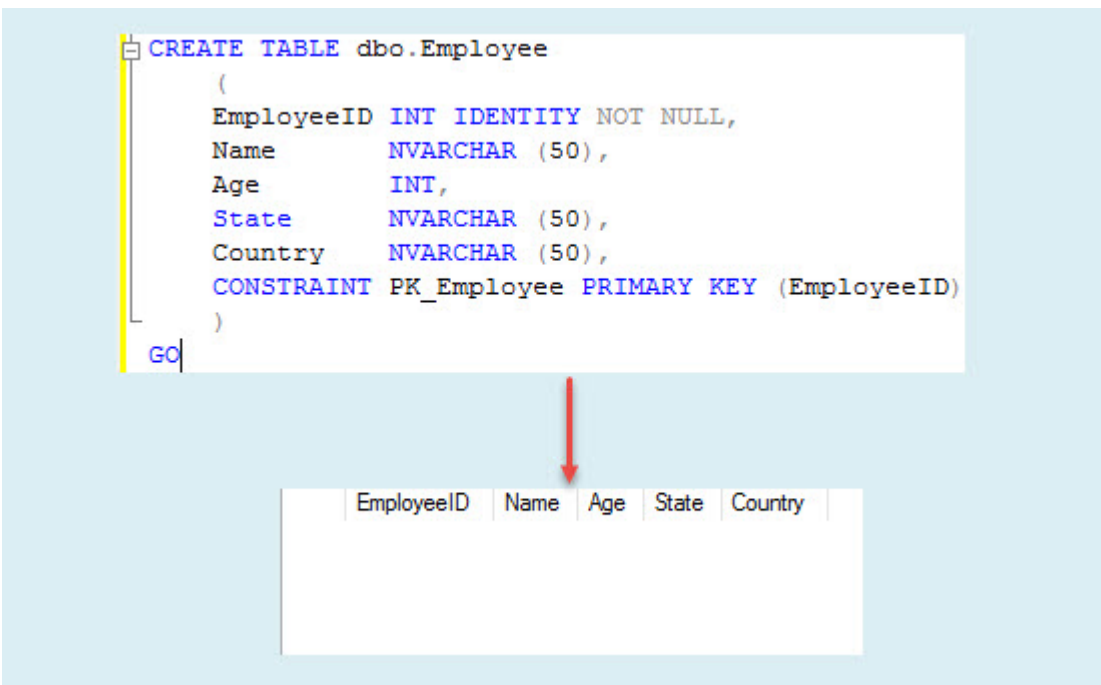 CREATE TABLE dbo.Employee
(
EmployeeID INT IDENTITY NOT NULL,
Name NVARCHAR (50),
Age INT,
State NVARCHAR (50),
Country NVARCHAR (50),
CONSTRAINT PK_Employee PRIMARY KEY (EmployeeID)
)
GO
EmployeeID Name Age State Country